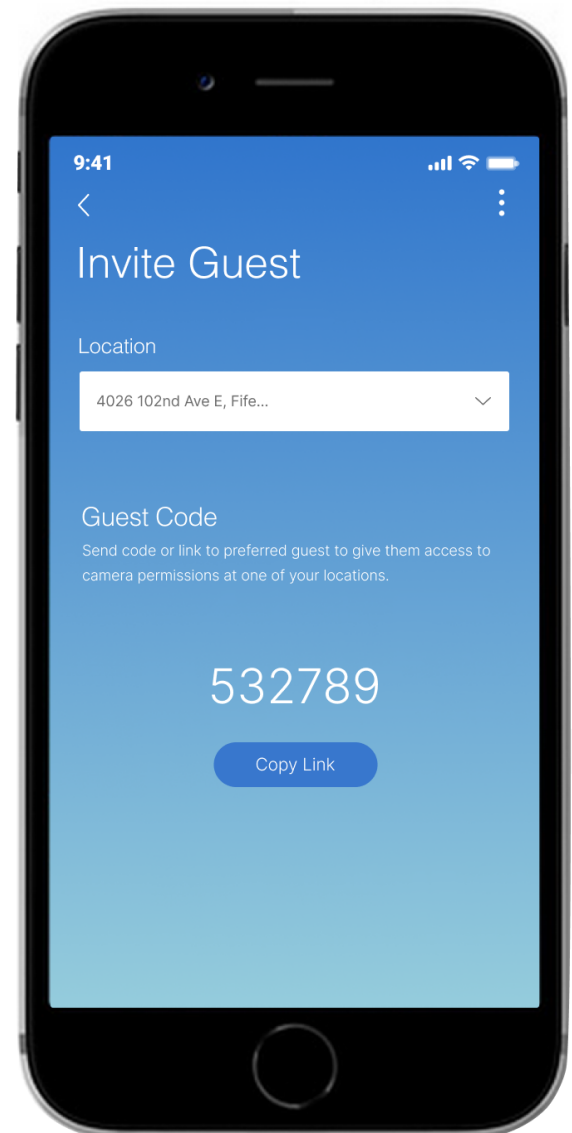 9:41
Invite Guest
Location
4026 102nd Ave E, Fife...
Guest Code
Send code or link to preferred guest to give them access to
camera permissions at one of your locations.
532789
Copy Link